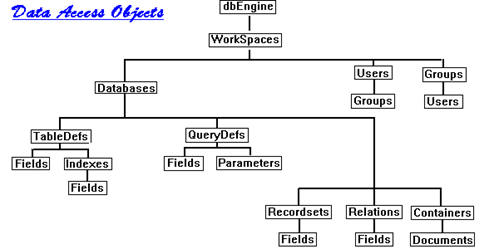 Data Access Objects
dbEngine
WorkSpaces
Databases
Users
Groups
Groups
Users
TableDefs
QueryDefs
Fields
Indexes
Fields
Parameters
Fields
Recordsets
Relations
Containers
Fields
Fields
Documents